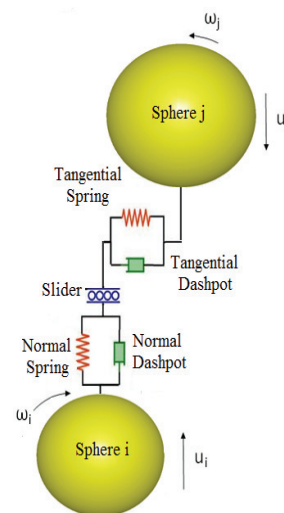 ωj
Sphere j
u
Tangential
Spring
Tangential
Dashpot
Slider
Normal
Spring
Normal
Dashpot
ωi
Sphere i
ui